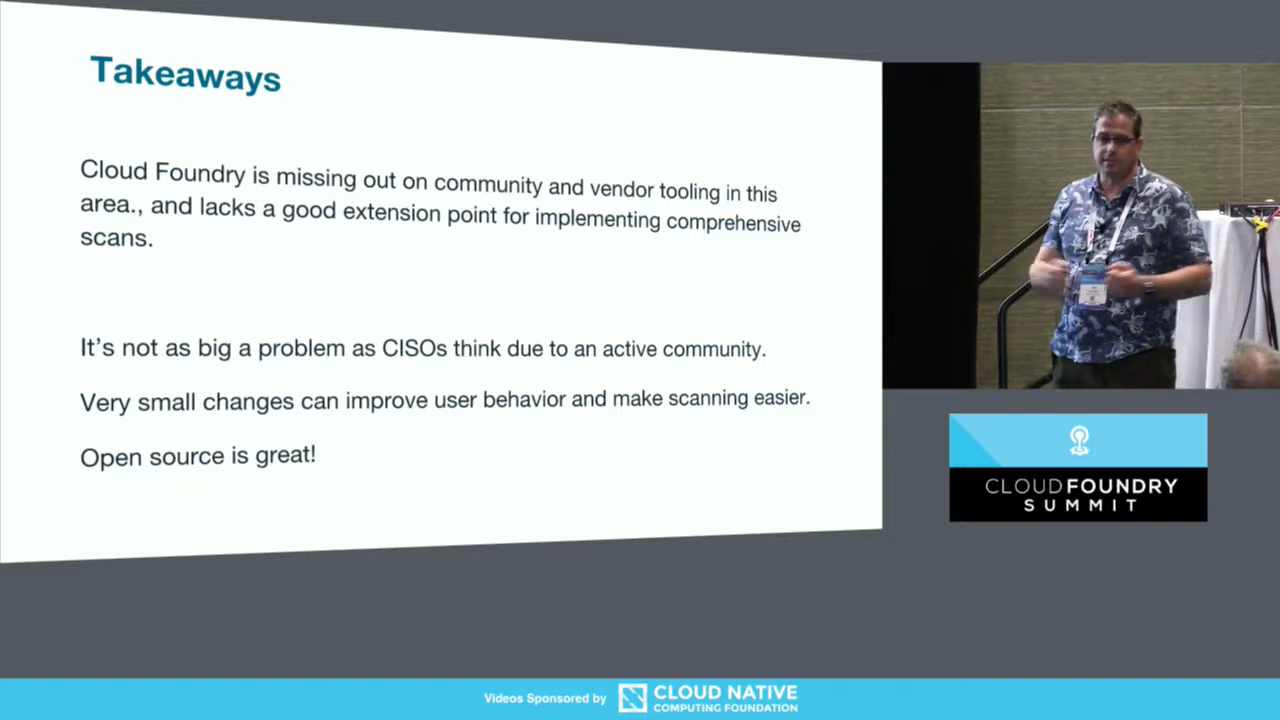 Takeaways
Cloud Foundry is missing out on community and vendor tooling in this
area., and lacks a good extension point for implementing comprehensive
scans.
It's not as big a problem as CISOs think due to an active community.
Very small changes can improve user behavior and make scanning easier.
Open source is great!
CLOUDFOUNDRY
SUMMIT
Videos Sponsored by
CLOUD NATIVE
COMPUTING FOUNDATION